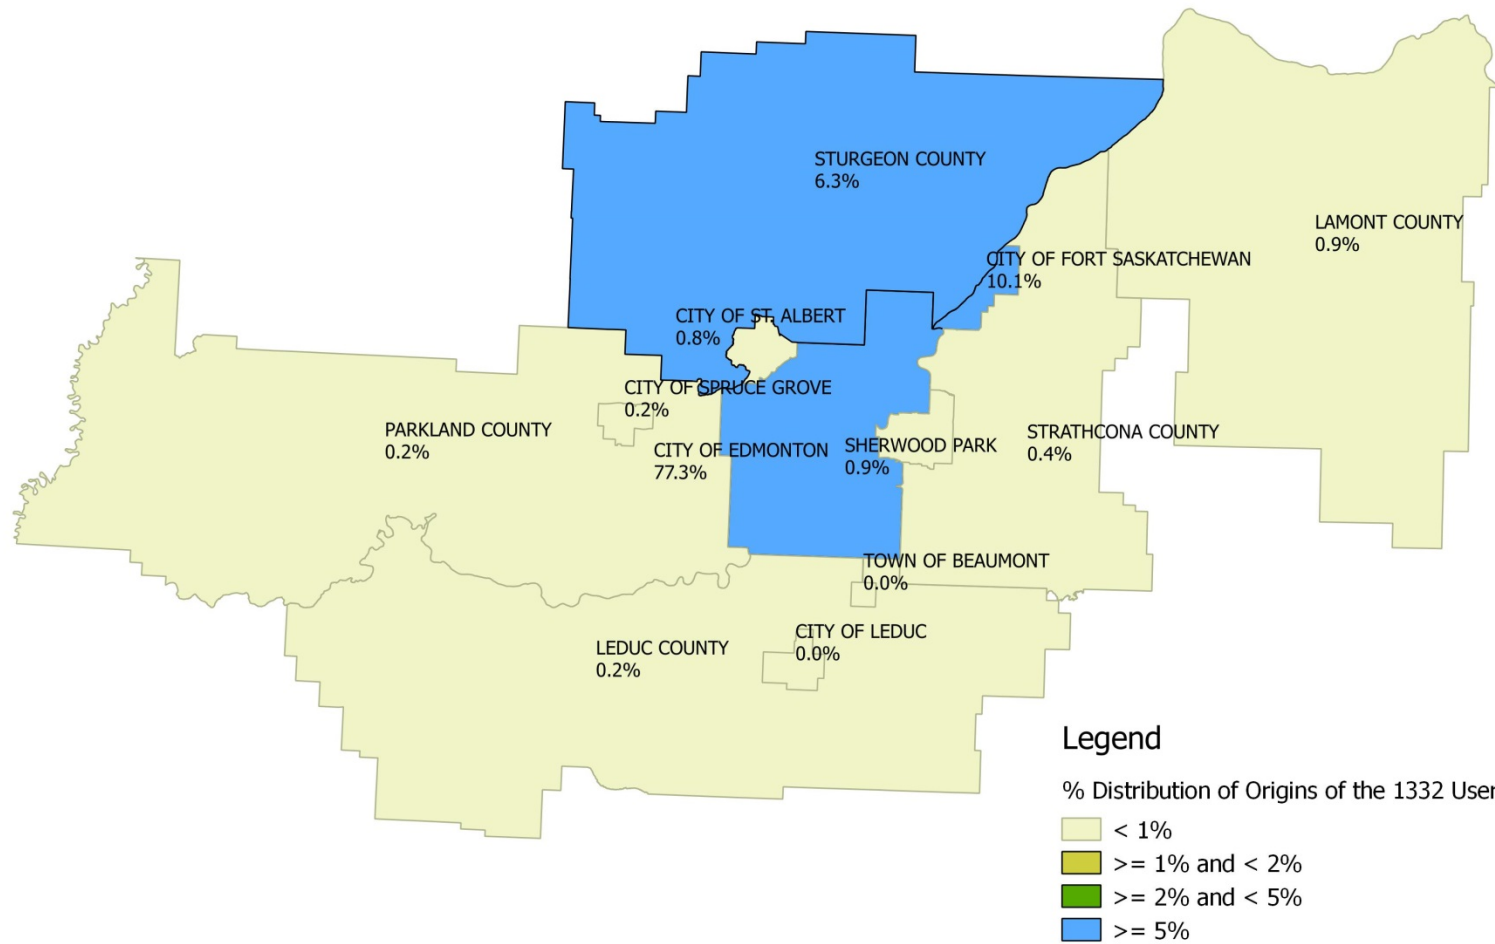 STURGEON COUNTY
6.3%
LAMONT COUNTY
0.9%
CITY OF FORT SASKATCHEWAN
10.1%
CITY OF ST. ALBERT
0.8%
CITY OF SPRUCE GROVE
0.2%
PARKLAND COUNTY
0.2%
CITY OF EDMONTON
77.3%
SHERWOOD PARK
0.9%
STRATHCONA COUNTY
0.4%
TOWN OF BEAUMONT
0.0%
CITY OF LEDUC
0.0%
LEDUC COUNTY
0.2%
Legend
% Distribution of Origins of the 1332 User
< 1%
>= 1% and < 2%
>= 2% and < 5%
>= 5%